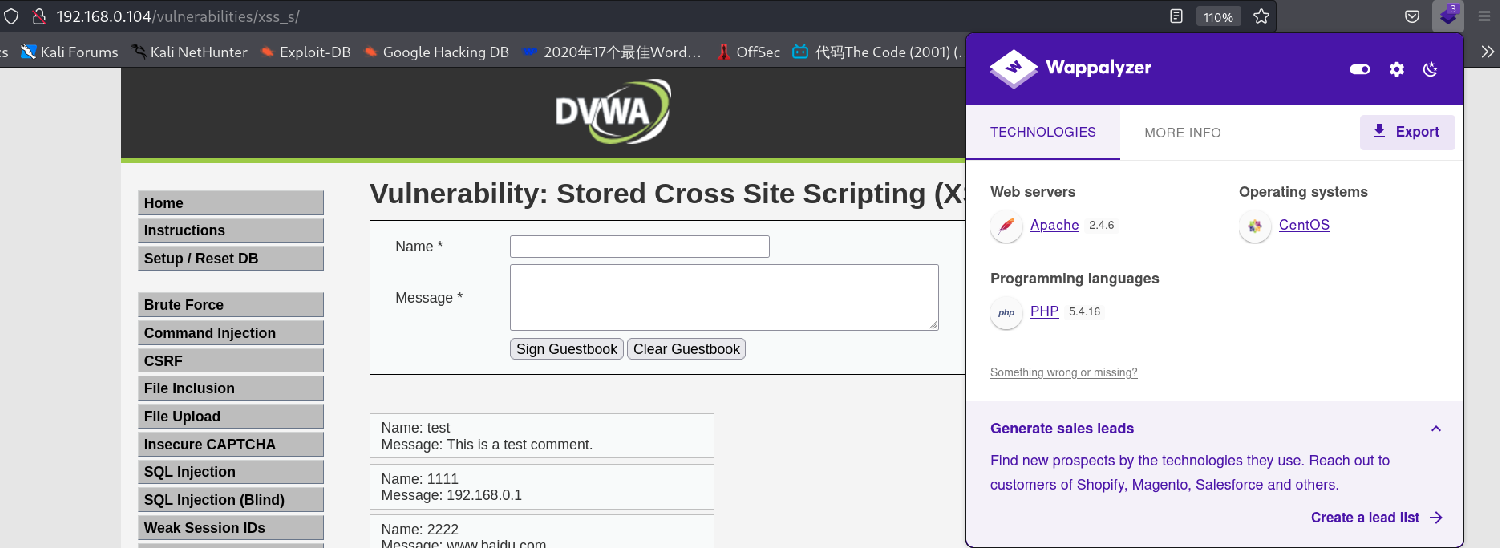 192.168.0.104/vulnerabilities/xss_s/
110%
3
Kali Forums
Kali NetHunter
Exploit-DB
Google Hacking DB
2020年17个最佳Word…
OffSec
代码The Code (2001) (.
DVWA
Home
Instructions
Setup / Reset DB
Brute Force
Command Injection
CSRF
File Inclusion
File Upload
Insecure CAPTCHA
SQL Injection
SQL Injection (Blind)
Weak Session IDs
Vulnerability: Stored Cross Site Scripting (X
Name *
Message *
Sign Guestbook
Clear Guestbook
Name: test
Message: This is a test comment.
Name: 1111
Message: 192.168.0.1
Name: 2222
Message: www.baidu.com
Wappalyzer
TECHNOLOGIES
MORE INFO
Export
Web servers
Apache 2.4.6
Operating systems
CentOS
Programming languages
php PHP 5.4.16
Something wrong or missing?
Generate sales leads
Find new prospects by the technologies they use. Reach out to
customers of Shopify, Magento, Salesforce and others.
Create a lead list